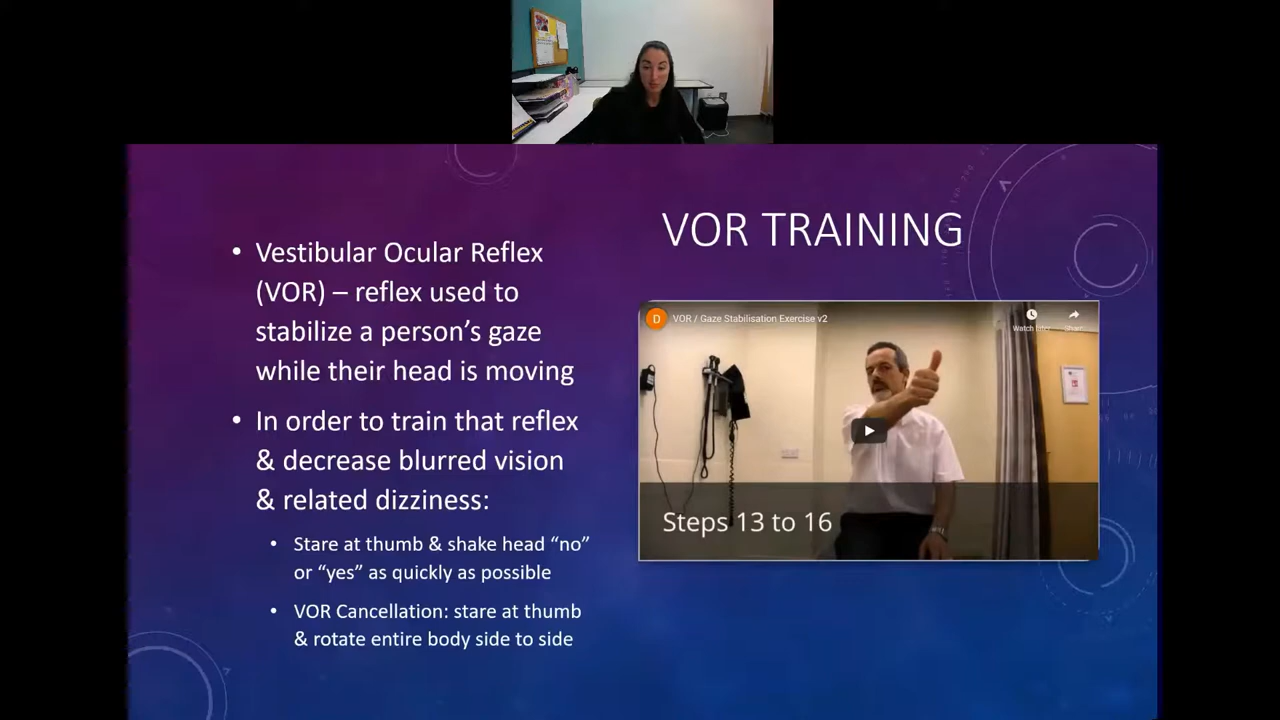 VOR TRAINING
• Vestibular Ocular Reflex
(VOR) – reflex used to
stabilize a person’s gaze
while their head is moving
• In order to train that reflex
& decrease blurred vision
& related dizziness:
• Stare at thumb & shake head “no”
or “yes” as quickly as possible
• VOR Cancellation: stare at thumb
& rotate entire body side to side
D
VOR / Gaze Stabilisation Exercise v2
Watch later
Share
Steps 13 to 16